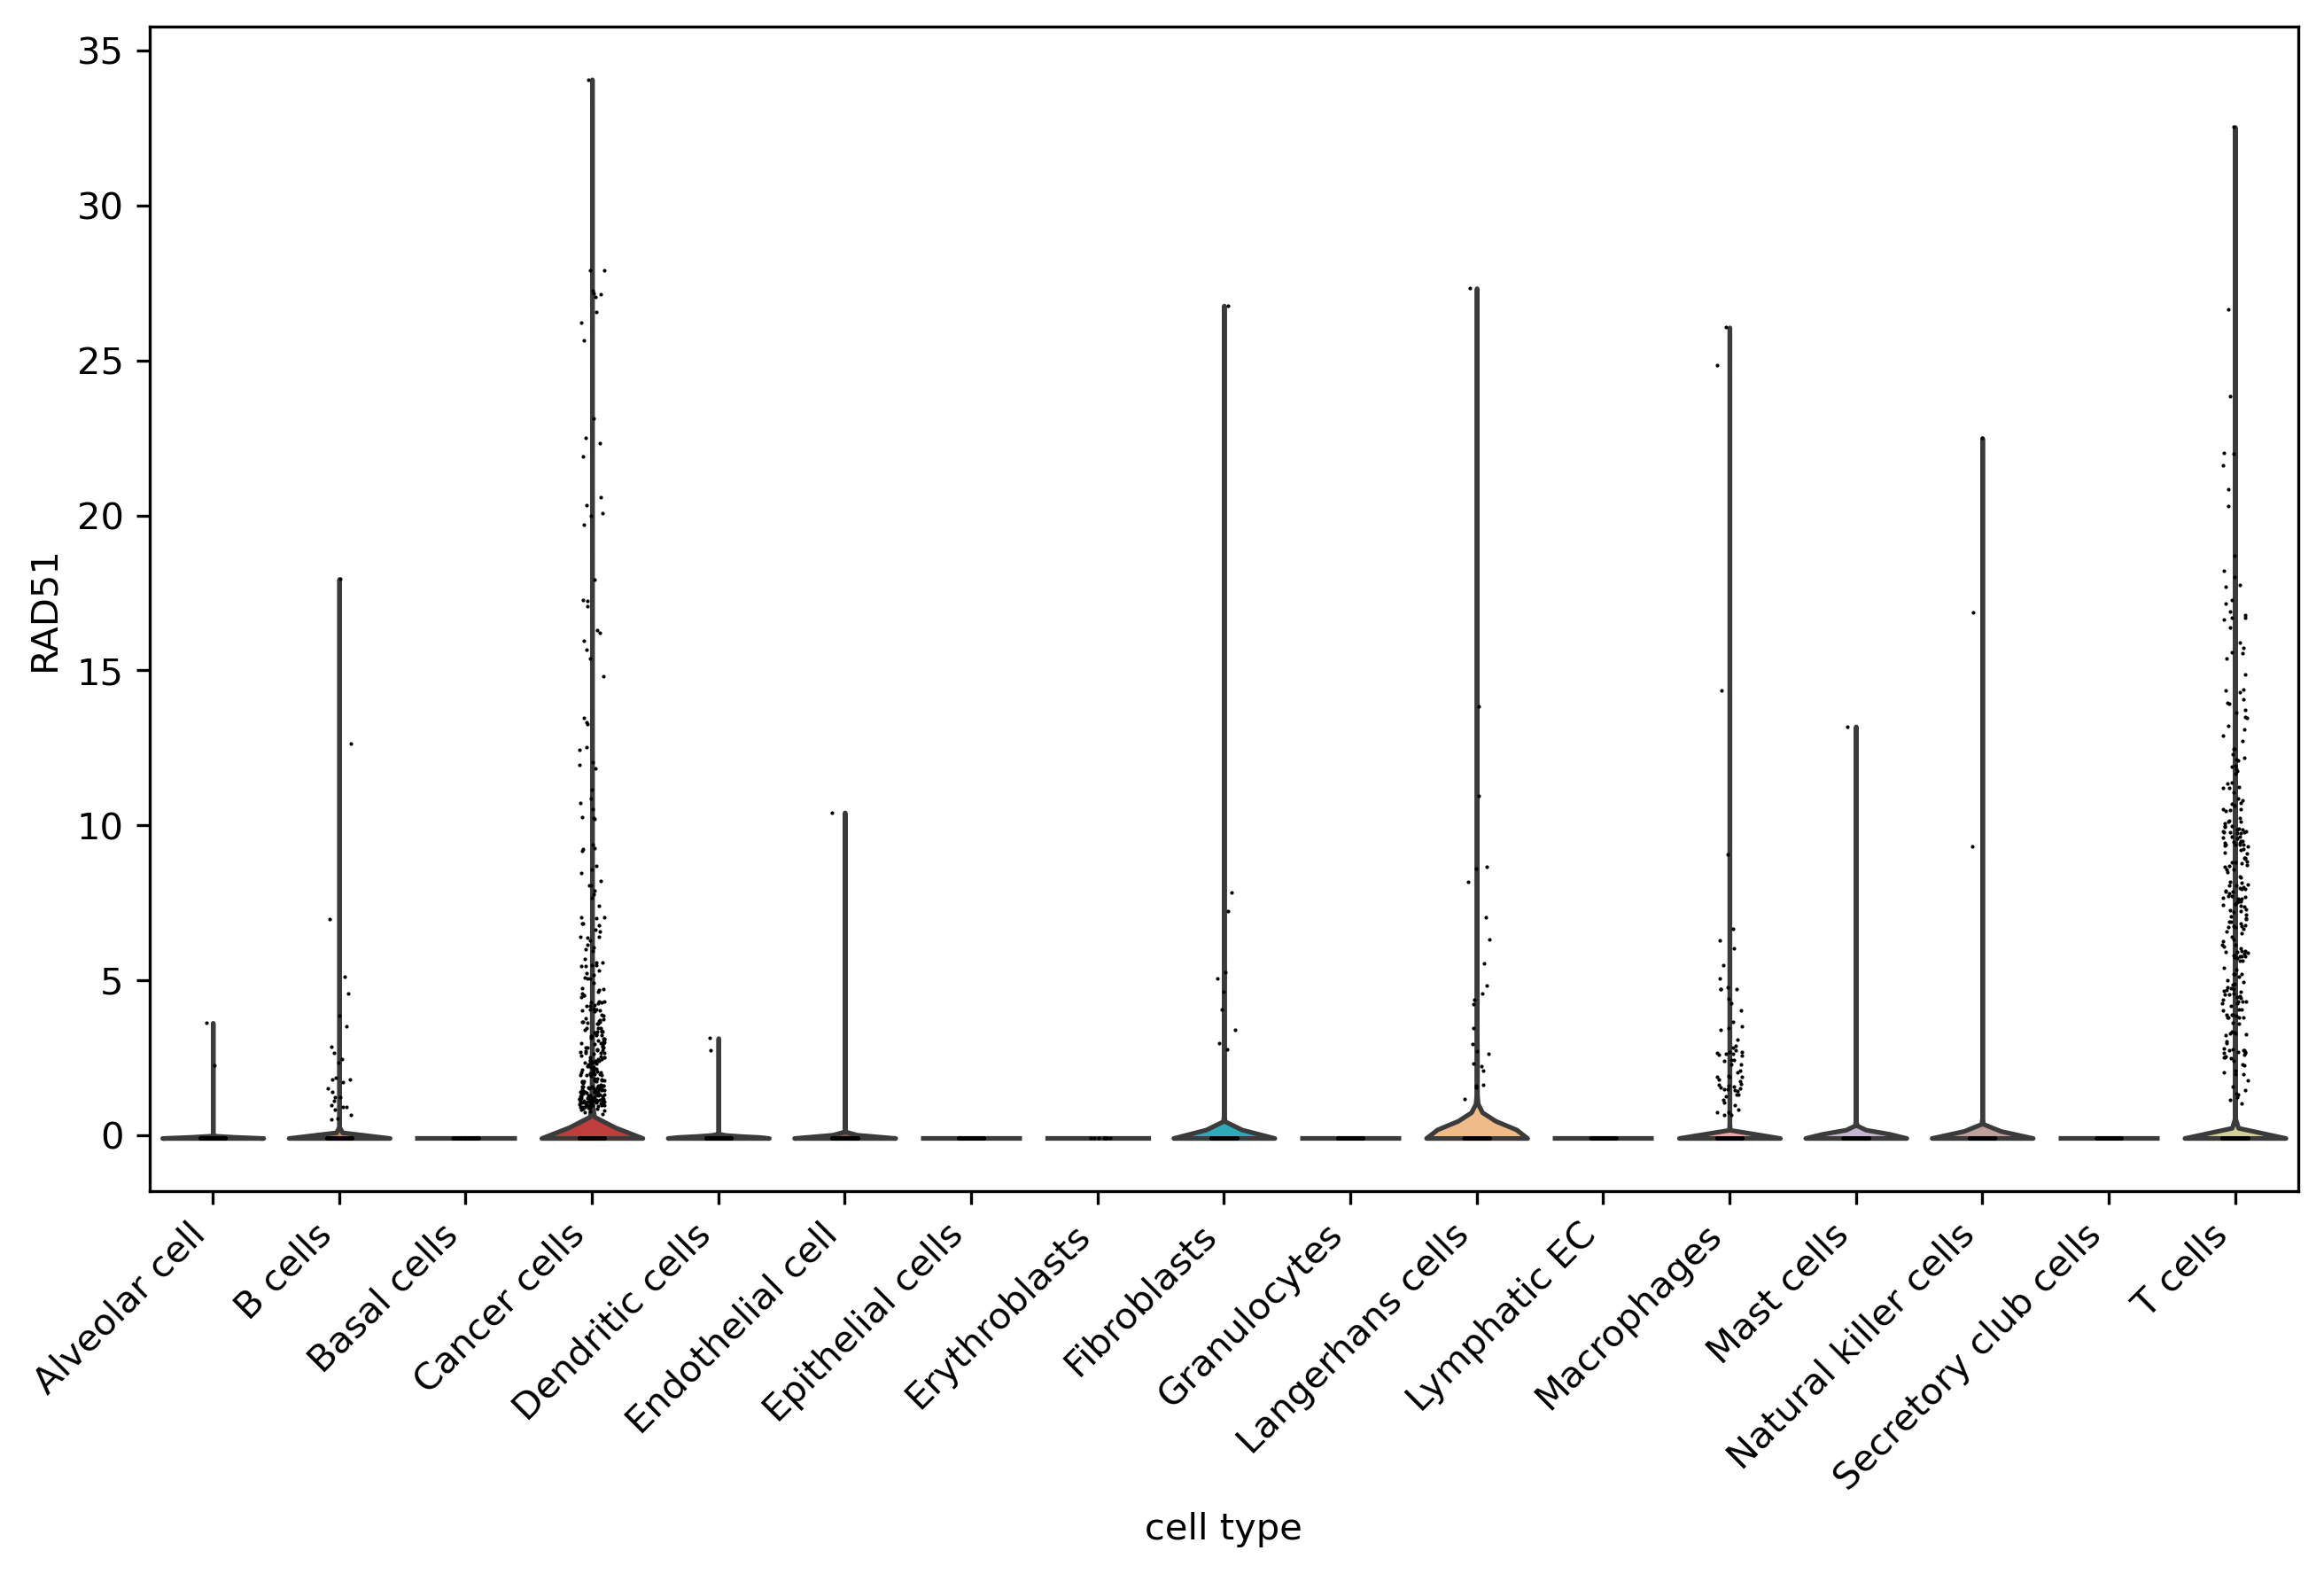 RAD51
35
30
25
20
15
10
5
0
Alveolar cell
B cells
Basal cells
Cancer cells
Dendritic cells
Endothelial cell
Epithelial cells
Erythroblasts
Fibroblasts
Granulocytes
Langerhans cells
Lymphatic EC
Macrophages
Mast cells
Natural killer cells
Secretory club cells
T cells
cell type